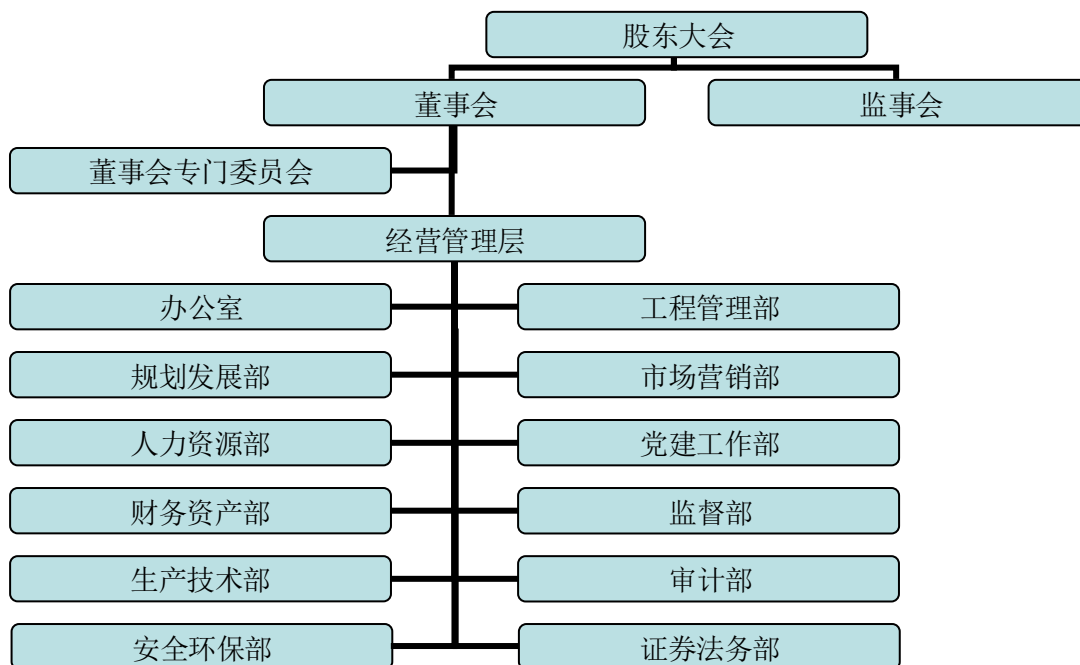 股东大会
董事会
监事会
董事会专门委员会
经营管理层
办公室
工程管理部
规划发展部
市场营销部
人力资源部
党建工作部
财务资产部
监督部
生产技术部
审计部
安全环保部
证券法务部